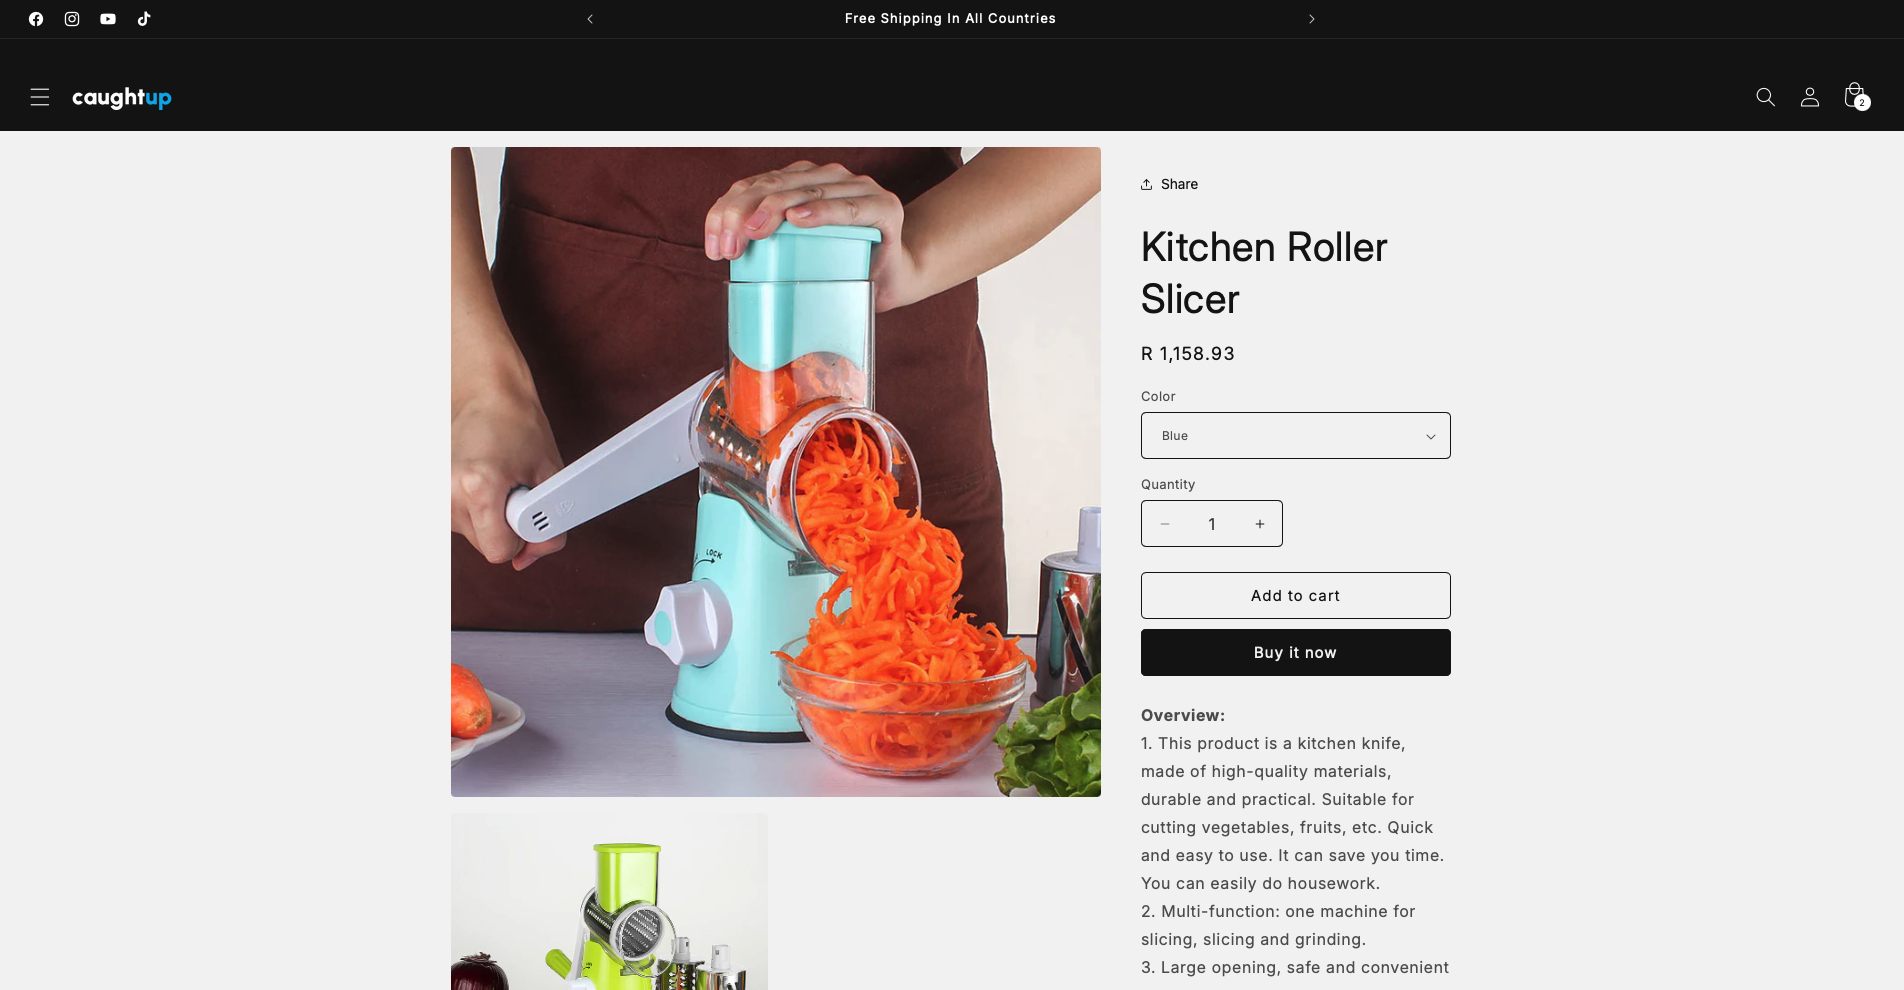 Free Shipping In All Countries
caughtup
2
Share
Kitchen Roller
Slicer
R 1,158.93
Color
Blue
Quantity
1
Add to cart
Buy it now
LOCK
Overview:
1. This product is a kitchen knife,
made of high-quality materials,
durable and practical. Suitable for
cutting vegetables, fruits, etc. Quick
and easy to use. It can save you time.
You can easily do housework.
2. Multi-function: one machine for
slicing, slicing and grinding.
3. Large opening, safe and convenient